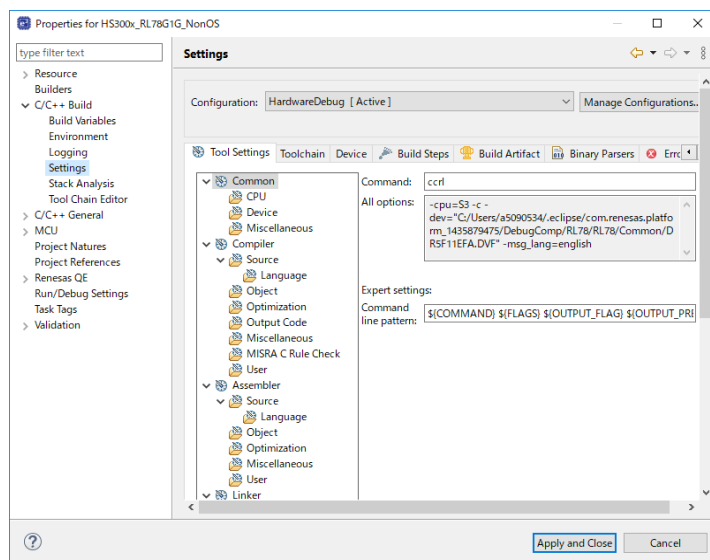 Properties for HS300x_RL78G1G_NonOS
type filter text
Resource
Builders
C/C++ Build
Build Variables
Environment
Logging
Settings
Stack Analysis
Tool Chain Editor
C/C++ General
MCU
Project Natures
Project References
Renesas QE
Run/Debug Settings
Task Tags
Validation
Settings
Configuration: HardwareDebug [ Active ] Manage Configurations..
Tool Settings Toolchain Device Build Steps Build Artifact Binary Parsers Errc
Common
CPU
Device
Miscellaneous
Compiler
Source
Language
Object
Optimization
Output Code
Miscellaneous
MISRA C Rule Check
User
Assembler
Source
Language
Object
Optimization
Miscellaneous
User
Linker
Command: ccrl
All options: -cpu=S3 -c -
dev="C:/Users/a5090534/.eclipse/com.renesas.platfo
rm_1435879475/DebugComp/RL78/RL78/Common/D
R5F11EFA.DVF" -msg_lang=english
Expert settings:
Command
line pattern: ${COMMAND} ${FLAGS} ${OUTPUT_FLAG} ${OUTPUT_PRE
Apply and Close Cancel